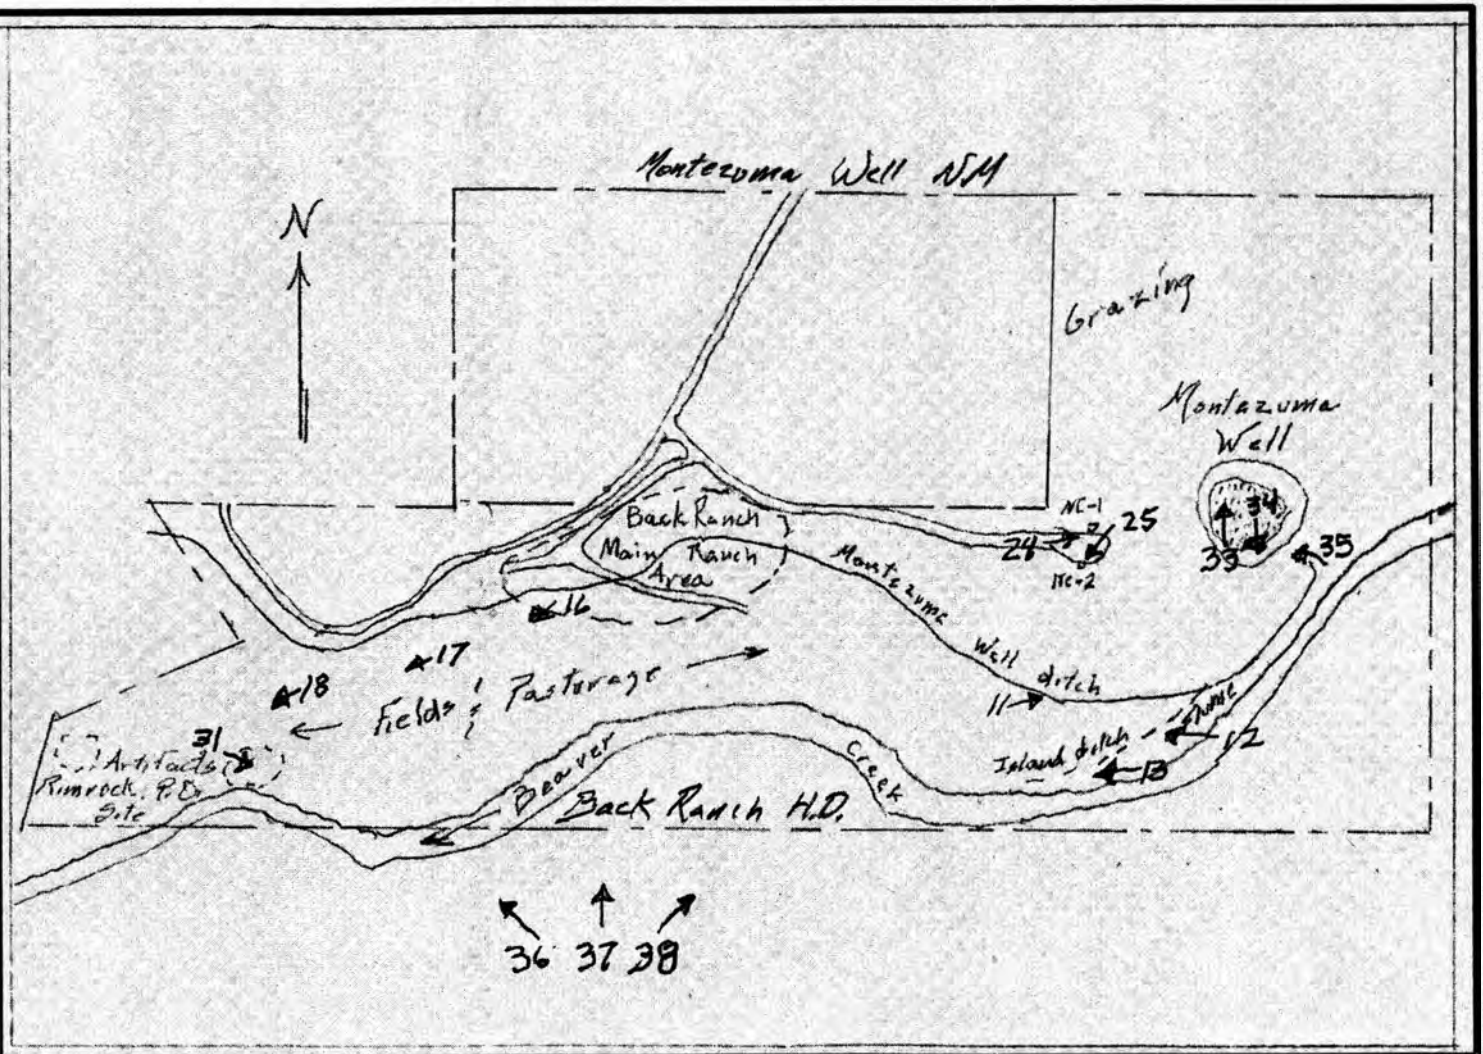 Montezuma Well NM
N
Grazing
Montezuma
Well
Back Ranch
Main Ranch
Area
NC-1
25
24
NC-2
34
33
35
Montezuma
Well
ditch
16
17
18
← Fields & Pasturage →
11
12
13
Island ditch
31
Artifacts
Rimrock P.O.
Site
Beaver
Creek
Back Ranch H.D.
36 37 38